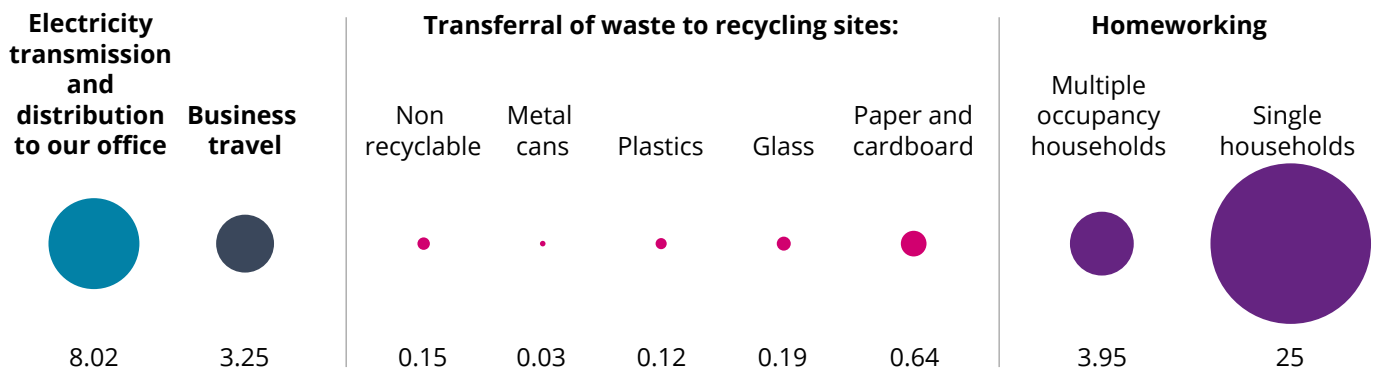 Electricity
transmission
and
distribution
to our office
8.02
Business
travel
3.25
Transferral of waste to recycling sites:
Non
recyclable
0.15
Metal
cans
0.03
Plastics
0.12
Glass
0.19
Paper and
cardboard
0.64
Homeworking
Multiple
occupancy
households
3.95
Single
households
25